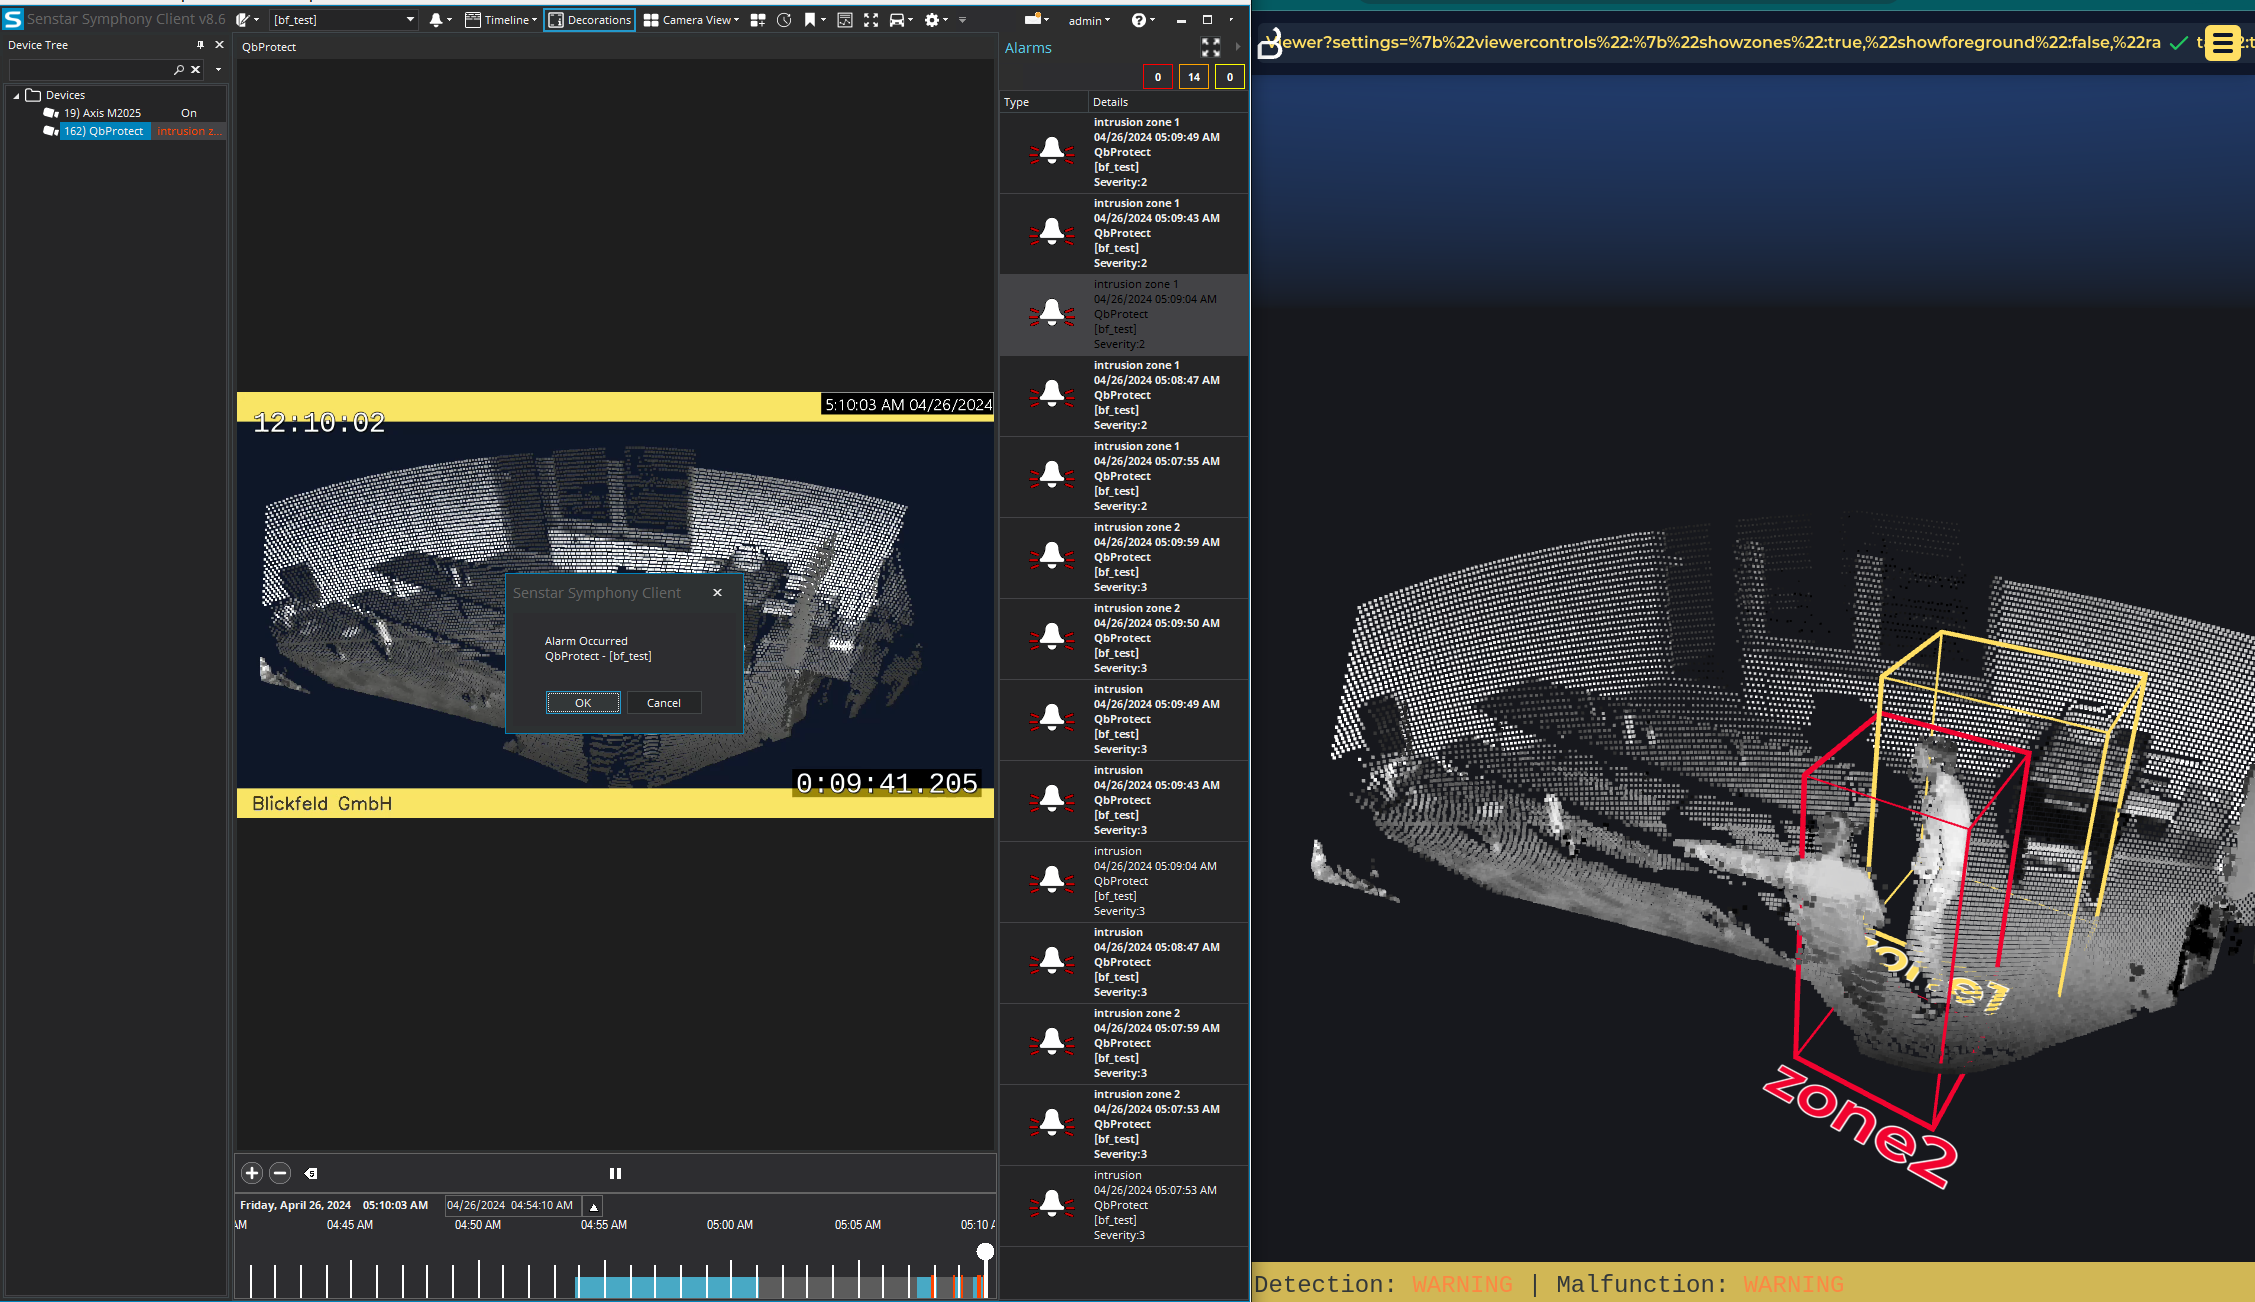 Senstar Symphony Client v8.6
[bf_test]
Timeline
Decorations
Camera View
admin
Device Tree
Devices
19) Axis M2025 On
162) QbProtect intrusion z...
QbProtect
12:10:02
5:10:03 AM 04/26/2024
Senstar Symphony Client
Alarm Occurred
QbProtect - [bf_test]
OK
Cancel
0:09:41.205
Blickfeld GmbH
Friday, April 26, 2024 05:10:03 AM
04/26/2024 04:54:10 AM
AM 04:45 AM 04:50 AM 04:55 AM 05:00 AM 05:05 AM 05:10 A
Alarms
0 14 0
Type Details
intrusion zone 1
04/26/2024 05:09:49 AM
QbProtect
[bf_test]
Severity:2
intrusion zone 1
04/26/2024 05:09:43 AM
QbProtect
[bf_test]
Severity:2
intrusion zone 1
04/26/2024 05:09:04 AM
QbProtect
[bf_test]
Severity:2
intrusion zone 1
04/26/2024 05:08:47 AM
QbProtect
[bf_test]
Severity:2
intrusion zone 1
04/26/2024 05:07:55 AM
QbProtect
[bf_test]
Severity:2
intrusion zone 2
04/26/2024 05:09:59 AM
QbProtect
[bf_test]
Severity:3
intrusion zone 2
04/26/2024 05:09:50 AM
QbProtect
[bf_test]
Severity:3
intrusion
04/26/2024 05:09:49 AM
QbProtect
[bf_test]
Severity:3
intrusion
04/26/2024 05:09:43 AM
QbProtect
[bf_test]
Severity:3
intrusion
04/26/2024 05:09:04 AM
QbProtect
[bf_test]
Severity:3
intrusion
04/26/2024 05:08:47 AM
QbProtect
[bf_test]
Severity:3
intrusion zone 2
04/26/2024 05:07:59 AM
QbProtect
[bf_test]
Severity:3
intrusion zone 2
04/26/2024 05:07:53 AM
QbProtect
[bf_test]
Severity:3
intrusion
04/26/2024 05:07:53 AM
QbProtect
[bf_test]
Severity:3
viewer?settings=%7b%22viewercontrols%22:%7b%22showzones%22:true,%22showforeground%22:false,%22ra
zone2
Detection: WARNING | Malfunction: WARNING